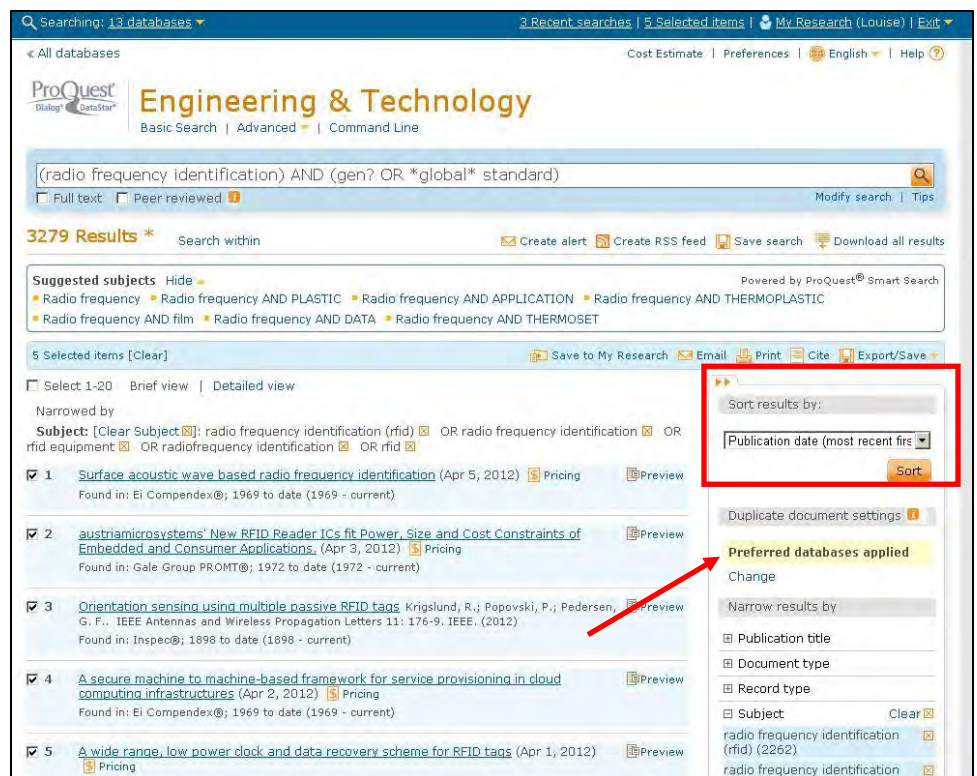 Searching: 13 databases
3 Recent searches | 5 Selected items | My Research (Louise) | Exit
« All databases
Cost Estimate | Preferences | English | Help ?
ProQuest
Dialog® DataStar®
Engineering & Technology
Basic Search | Advanced | Command Line
(radio frequency identification) AND (gen? OR *global* standard)
Full text Peer reviewed i
Modify search | Tips
3279 Results * Search within
Create alert Create RSS feed Save search Download all results
Suggested subjects Hide
Powered by ProQuest® Smart Search
Radio frequency Radio frequency AND PLASTIC Radio frequency AND APPLICATION Radio frequency AND THERMOPLASTIC
Radio frequency AND film Radio frequency AND DATA Radio frequency AND THERMOSET
5 Selected items [Clear]
Save to My Research Email Print Cite Export/Save
Select 1-20 Brief view | Detailed view
Narrowed by
Subject: [Clear Subject]: radio frequency identification (rfid) OR radio frequency identification OR
rfid equipment OR radiofrequency identification OR rfid
1 Surface acoustic wave based radio frequency identification (Apr 5, 2012) $ Pricing Preview
Found in: Ei Compendex®; 1969 to date (1969 - current)
2 austriamicrosystems' New RFID Reader ICs fit Power, Size and Cost Constraints of Preview
Embedded and Consumer Applications. (Apr 3, 2012) $ Pricing
Found in: Gale Group PROMT®; 1972 to date (1972 - current)
3 Orientation sensing using multiple passive RFID tags Krigslund, R.; Popovski, P.; Pedersen, Preview
G. F.. IEEE Antennas and Wireless Propagation Letters 11: 176-9. IEEE. (2012)
Found in: Inspec®; 1898 to date (1898 - current)
4 A secure machine to machine-based framework for service provisioning in cloud Preview
computing infrastructures (Apr 2, 2012) $ Pricing
Found in: Ei Compendex®; 1969 to date (1969 - current)
5 A wide range, low power clock and data recovery scheme for RFID tags (Apr 1, 2012) Preview
$ Pricing
Sort results by:
Publication date (most recent firs
Sort
Duplicate document settings i
Preferred databases applied
Change
Narrow results by
Publication title
Document type
Record type
Subject Clear
radio frequency identification
(rfid) (2262)
radio frequency identification